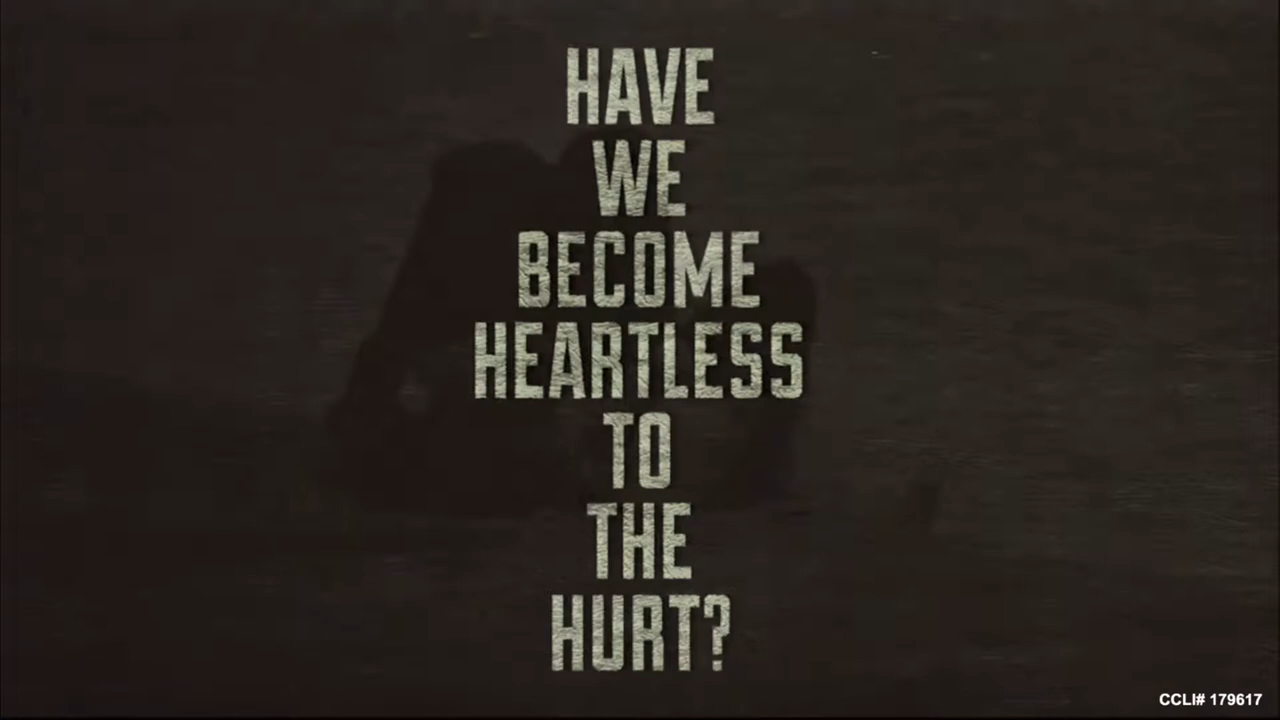 HAVE
WE
BECOME
HEARTLESS
TO
THE
HURT?
CCLI# 179617